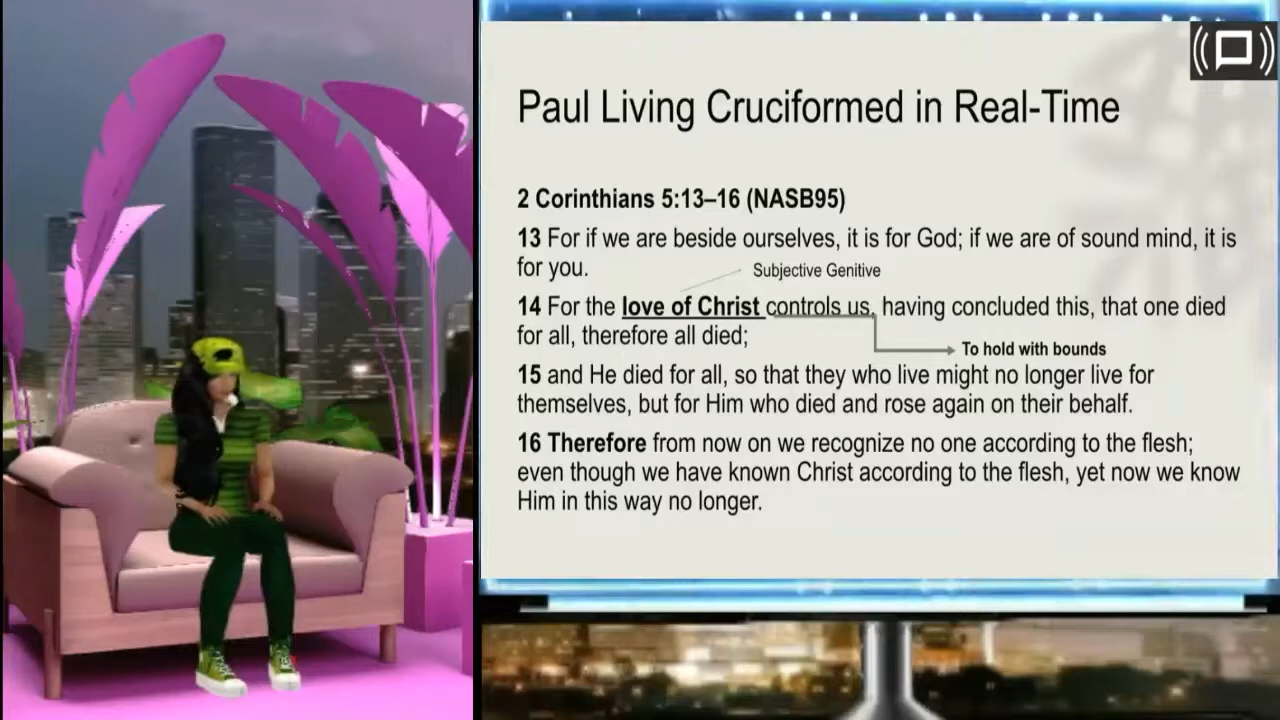 Paul Living Cruciformed in Real-Time
2 Corinthians 5:13–16 (NASB95)
13 For if we are beside ourselves, it is for God; if we are of sound mind, it is
for you.
Subjective Genitive
14 For the love of Christ controls us, having concluded this, that one died
for all, therefore all died;
To hold with bounds
15 and He died for all, so that they who live might no longer live for
themselves, but for Him who died and rose again on their behalf.
16 Therefore from now on we recognize no one according to the flesh;
even though we have known Christ according to the flesh, yet now we know
Him in this way no longer.